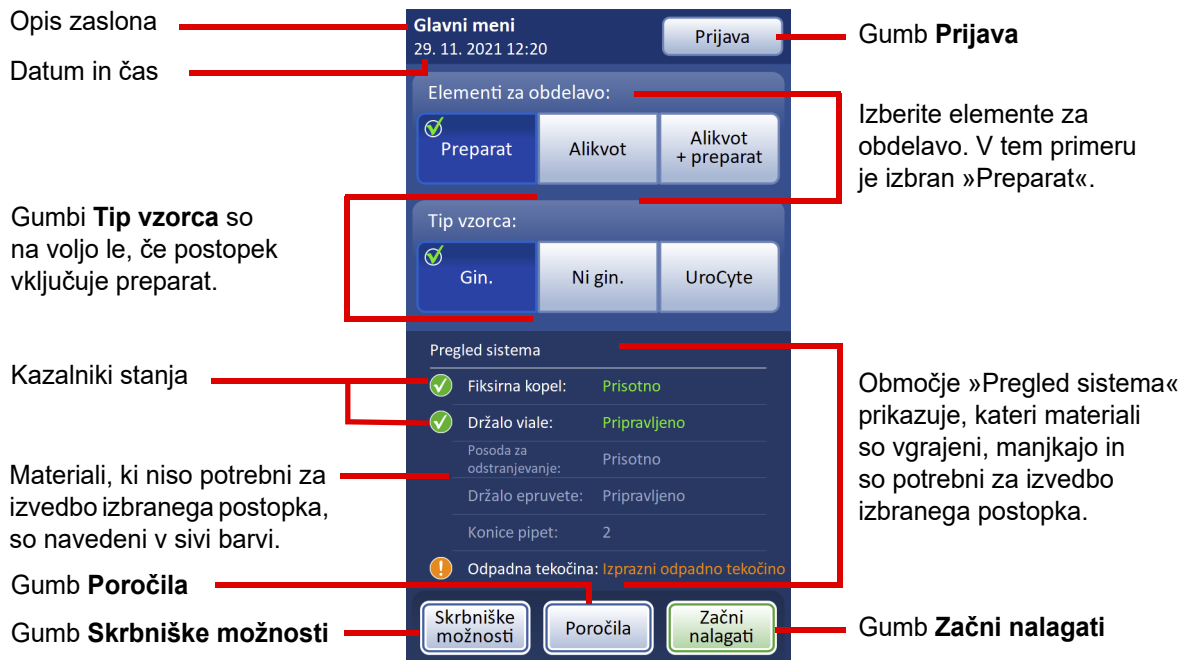 Opis zaslona
Datum in čas
Gumbi Tip vzorca so
na voljo le, če postopek
vključuje preparat.
Kazalniki stanja
Materiali, ki niso potrebni za
izvedbo izbranega postopka,
so navedeni v sivi barvi.
Gumb Poročila
Gumb Skrbniške možnosti
Glavni meni
29. 11. 2021 12:20
Prijava
Elementi za obdelavo:
Preparat
Alikvot
Alikvot
+ preparat
Tip vzorca:
Gin.
Ni gin.
UroCyte
Pregled sistema
Fiksirna kopel: Prisotno
Držalo viale: Pripravljeno
Posoda za
odstranjevanje: Prisotno
Držalo epruvete: Pripravljeno
Konice pipet: 2
Odpadna tekočina: Izprazni odpadno tekočino
Skrbniške
možnosti
Poročila
Začni
nalagati
Gumb Prijava
Izberite elemente za
obdelavo. V tem primeru
je izbran »Preparat«.
Območje »Pregled sistema«
prikazuje, kateri materiali
so vgrajeni, manjkajo in
so potrebni za izvedbo
izbranega postopka.
Gumb Začni nalagati